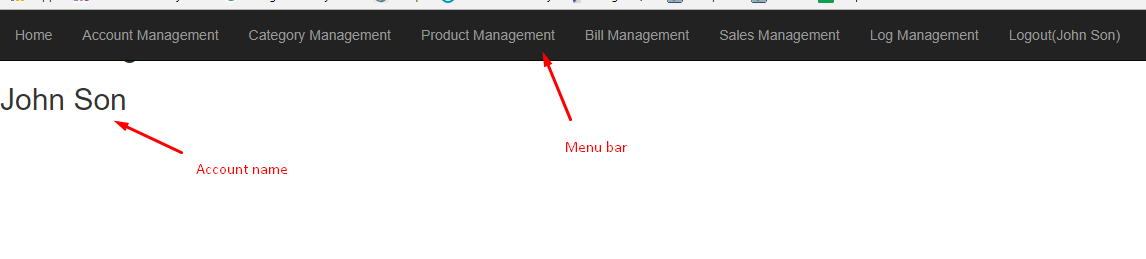 Home Account Management Category Management Product Management Bill Management Sales Management Log Management Logout(John Son)
John Son
Menu bar
Account name